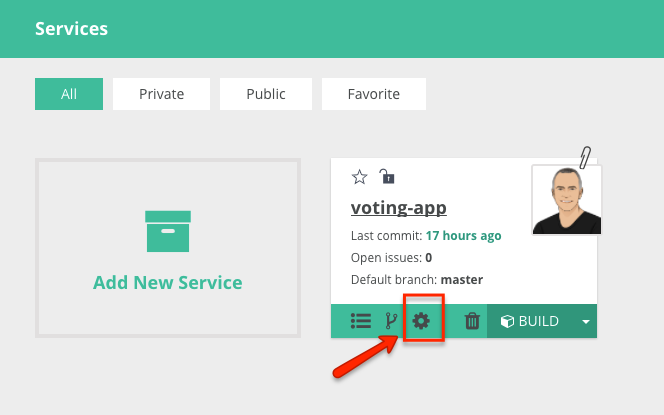 Services
All
Private
Public
Favorite
Add New Service
voting-app
Last commit: 17 hours ago
Open issues: 0
Default branch: master
BUILD